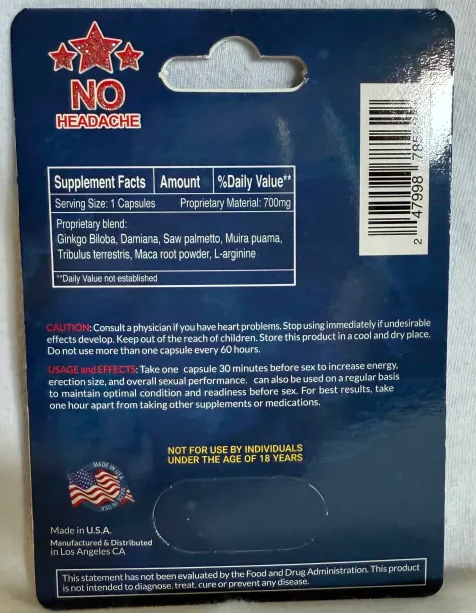 NO
HEADACHE
Supplement Facts Amount %Daily Value**
Serving Size: 1 Capsules Proprietary Material: 700mg
Proprietary blend:
Ginkgo Biloba, Damiana, Saw palmetto, Muira puama,
Tribulus terrestris, Maca root powder, L-arginine
**Daily Value not established
2 47998 785
CAUTION: Consult a physician if you have heart problems. Stop using immediately if undesirable
effects develop. Keep out of the reach of children. Store this product in a cool and dry place.
Do not use more than one capsule every 60 hours.
USAGE and EFFECTS: Take one capsule 30 minutes before sex to increase energy,
erection size, and overall sexual performance. can also be used on a regular basis
to maintain optimal condition and readiness before sex. For best results, take
one hour apart from taking other supplements or medications.
NOT FOR USE BY INDIVIDUALS
UNDER THE AGE OF 18 YEARS
MADE IN USA
MADE IN USA
Made in U.S.A.
Manufactured & Distributed
in Los Angeles CA
This statement has not been evaluated by the Food and Drug Administration. This product
is not intended to diagnose, treat, cure or prevent any disease.